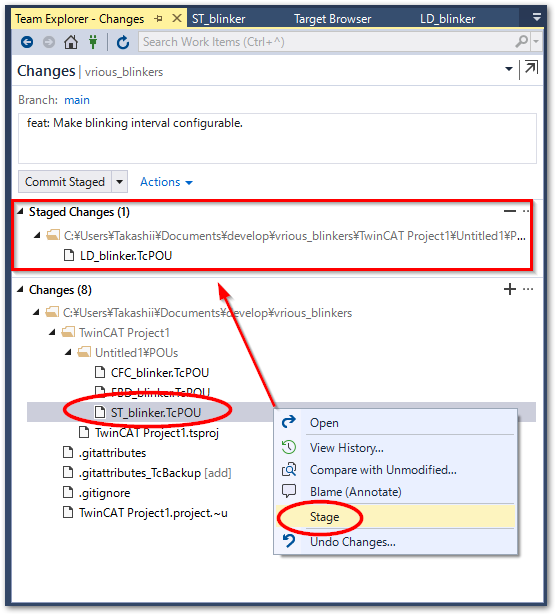 Team Explorer - Changes
ST_blinker
Target Browser
LD_blinker
Search Work Items (Ctrl+^)
Changes | vrious_blinkers
Branch: main
feat: Make blinking interval configurable.
Commit Staged
Actions
Staged Changes (1)
C:¥Users¥Takashii¥Documents¥develop¥vrious_blinkers¥TwinCAT Project1¥Untitled1¥P...
LD_blinker.TcPOU
Changes (8)
C:¥Users¥Takashii¥Documents¥develop¥vrious_blinkers
TwinCAT Project1
Untitled1¥POUs
CFC_blinker.TcPOU
FBD_blinker.TcPOU
ST_blinker.TcPOU
TwinCAT Project1.tsproj
.gitattributes
.gitattributes_TcBackup [add]
.gitignore
TwinCAT Project1.project.~u
Open
View History...
Compare with Unmodified...
Blame (Annotate)
Stage
Undo Changes...